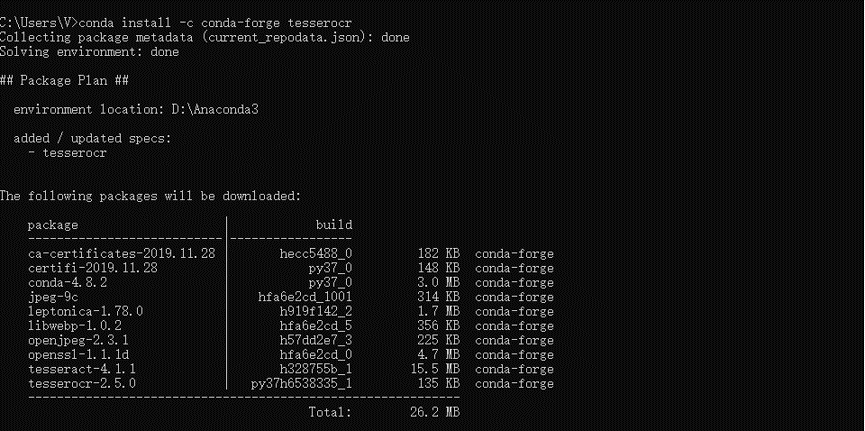 C:\Users\V>conda install -c conda-forge tesserocr
Collecting package metadata (current_repodata.json): done
Solving environment: done
## Package Plan ##
environment location: D:\Anaconda3
added / updated specs:
- tesserocr
The following packages will be downloaded:
package | build
---------------------------|-----------------
ca-certificates-2019.11.28 | hecc5488_0 182 KB conda-forge
certifi-2019.11.28 | py37_0 148 KB conda-forge
conda-4.8.2 | py37_0 3.0 MB conda-forge
jpeg-9c | hfa6e2cd_1001 314 KB conda-forge
leptonica-1.78.0 | h919f142_2 1.7 MB conda-forge
libwebp-1.0.2 | hfa6e2cd_5 356 KB conda-forge
openjpeg-2.3.1 | h57dd2e7_3 225 KB conda-forge
openssl-1.1.1d | hfa6e2cd_0 4.7 MB conda-forge
tesseract-4.1.1 | h328755b_1 15.5 MB conda-forge
tesserocr-2.5.0 | py37h6538335_1 135 KB conda-forge
------------------------------------------------------------
Total: 26.2 MB